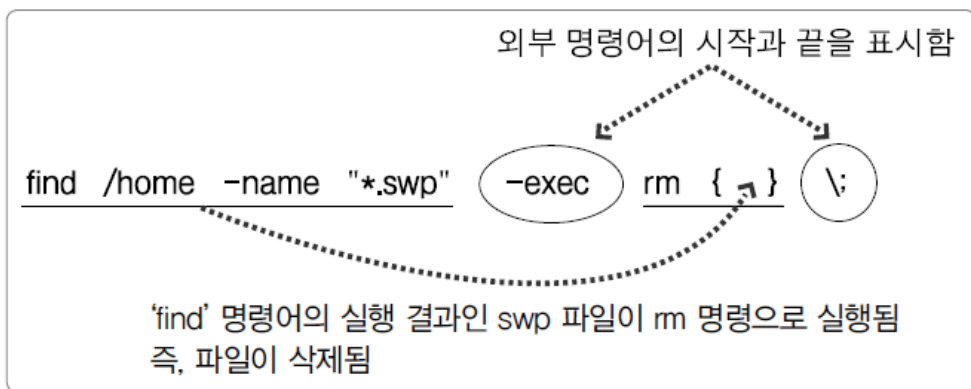 외부 명령어의 시작과 끝을 표시함
find /home -name "*.swp" -exec rm { } \;
'find' 명령어의 실행 결과인 swp 파일이 rm 명령으로 실행됨
즉, 파일이 삭제됨